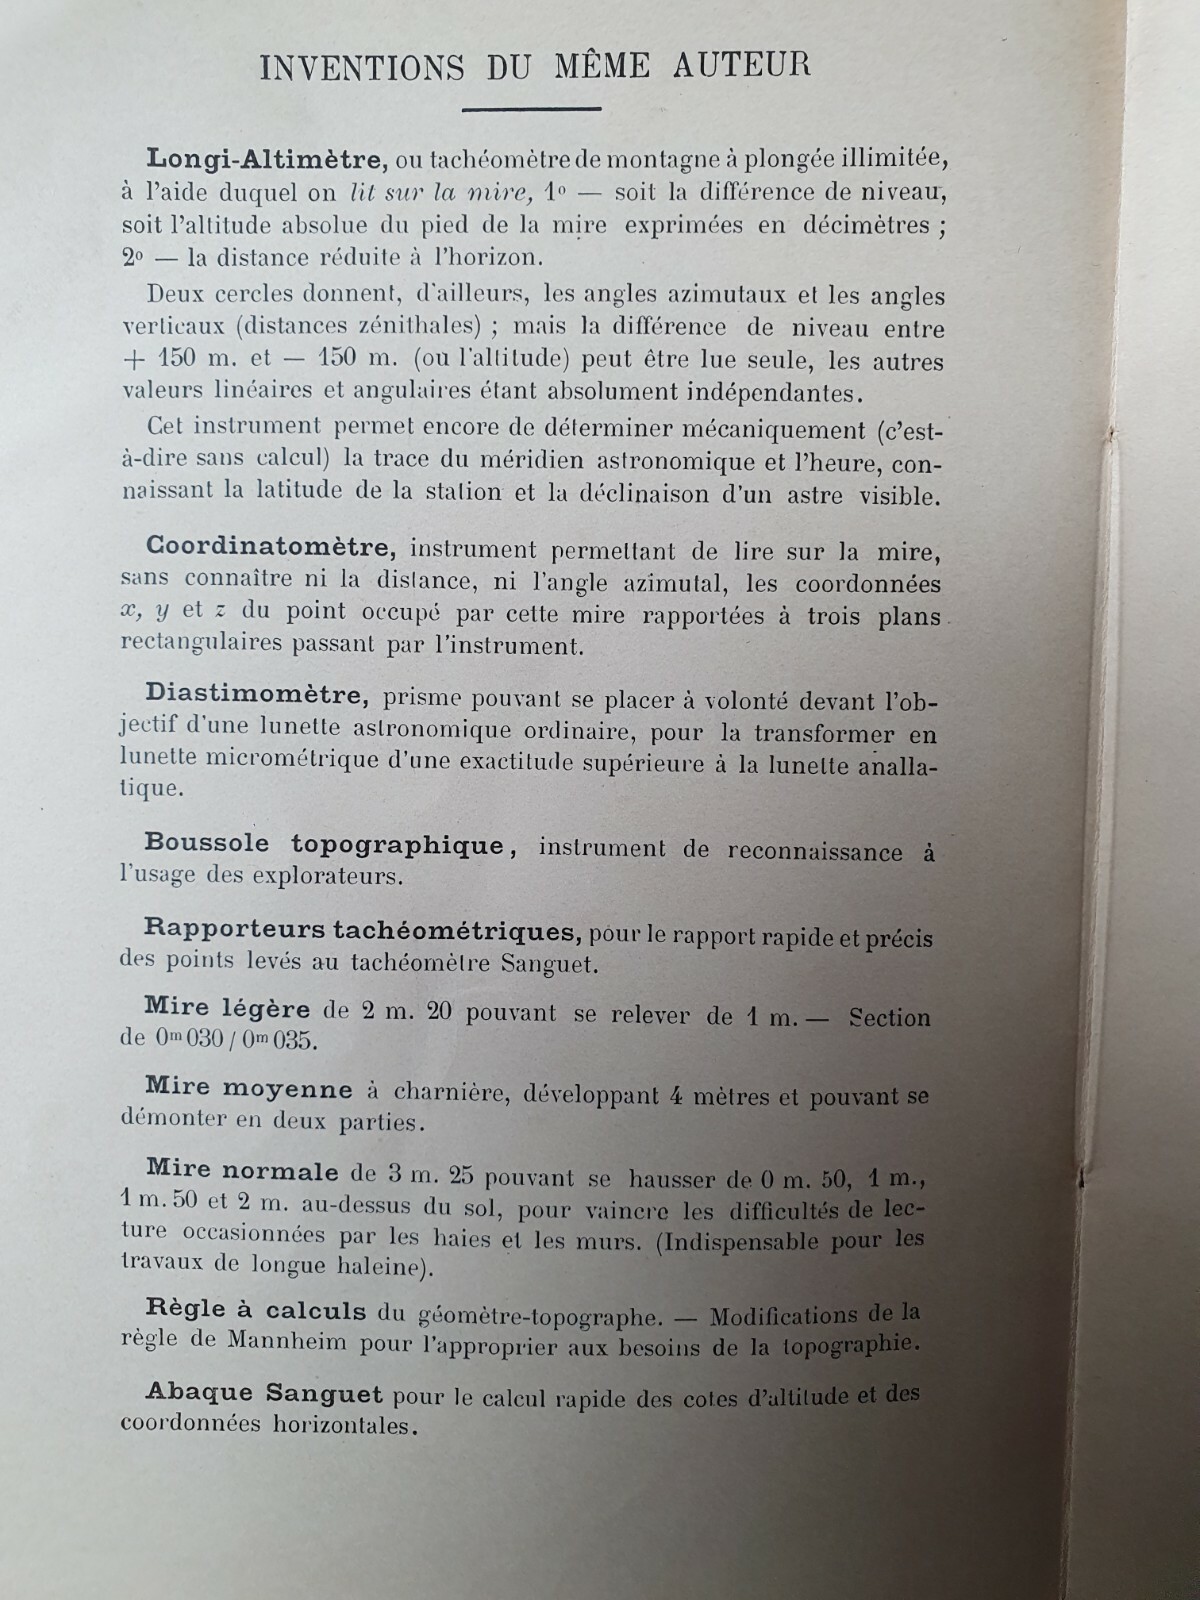 INVENTIONS DU MÊME AUTEUR
Longi-Altimètre, ou tachéomètre de montagne à plongée illimitée,
à l'aide duquel on lit sur la mire, 1º — soit la différence de niveau,
soit l'altitude absolue du pied de la mire exprimées en décimètres ;
2º — la distance réduite à l'horizon.
Deux cercles donnent, d'ailleurs, les angles azimutaux et les angles
verticaux (distances zénithales) ; mais la différence de niveau entre
+ 150 m. et — 150 m. (ou l'altitude) peut être lue seule, les autres
valeurs linéaires et angulaires étant absolument indépendantes.
Cet instrument permet encore de déterminer mécaniquement (c'est-
à-dire sans calcul) la trace du méridien astronomique et l'heure, con-
naissant la latitude de la station et la déclinaison d'un astre visible.
Coordinatomètre, instrument permettant de lire sur la mire,
sans connaître ni la distance, ni l'angle azimutal, les coordonnées
x, y et z du point occupé par cette mire rapportées à trois plans
rectangulaires passant par l'instrument.
Diastimomètre, prisme pouvant se placer à volonté devant l'ob-
jectif d'une lunette astronomique ordinaire, pour la transformer en
lunette micrométrique d'une exactitude supérieure à la lunette analla-
tique.
Boussole topographique, instrument de reconnaissance à
l'usage des explorateurs.
Rapporteurs tachéométriques, pour le rapport rapide et précis
des points levés au tachéomètre Sanguet.
Mire légère de 2 m. 20 pouvant se relever de 1 m. — Section
de 0ᵐ030 / 0ᵐ035.
Mire moyenne à charnière, développant 4 mètres et pouvant se
démonter en deux parties.
Mire normale de 3 m. 25 pouvant se hausser de 0 m. 50, 1 m.,
1 m. 50 et 2 m. au-dessus du sol, pour vaincre les difficultés de lec-
ture occasionnées par les haies et les murs. (Indispensable pour les
travaux de longue haleine).
Règle à calculs du géomètre-topographe. — Modifications de la
règle de Mannheim pour l'approprier aux besoins de la topographie.
Abaque Sanguet pour le calcul rapide des cotes d'altitude et des
coordonnées horizontales.